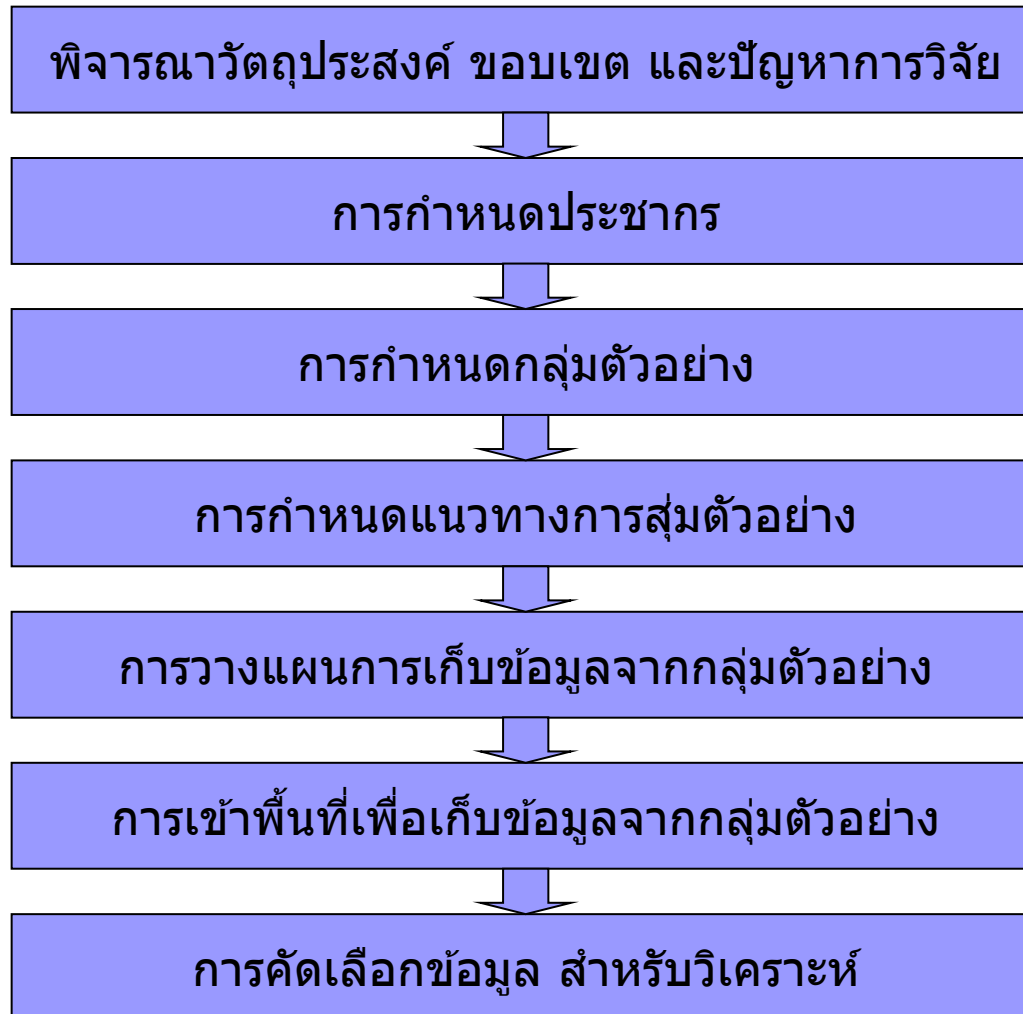 พิจารณาวัตถุประสงค์ ขอบเขต และปัญหาการวิจัย
การกำหนดประชากร
การกำหนดกลุ่มตัวอย่าง
การกำหนดแนวทางการสุ่มตัวอย่าง
การวางแผนการเก็บข้อมูลจากกลุ่มตัวอย่าง
การเข้าพื้นที่เพื่อเก็บข้อมูลจากกลุ่มตัวอย่าง
การคัดเลือกข้อมูล สำหรับวิเคราะห์